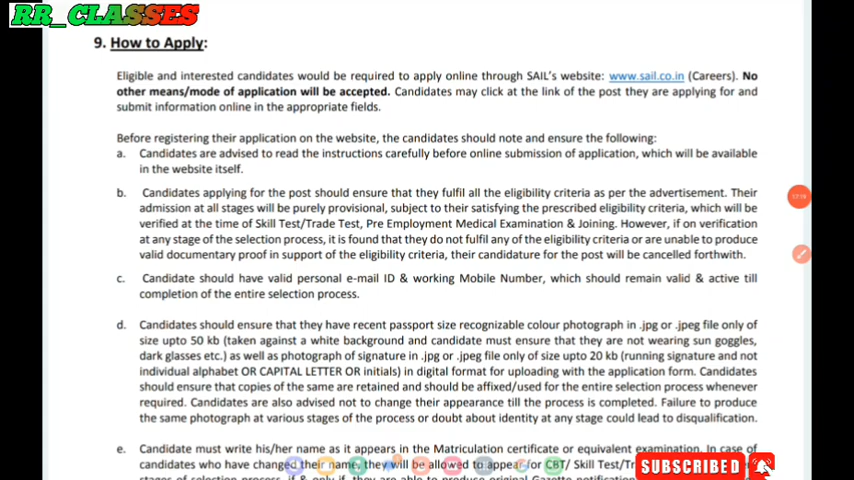 RR_CLASSES
9. How to Apply:
Eligible and interested candidates would be required to apply online through SAIL's website: www.sail.co.in (Careers). No
other means/mode of application will be accepted. Candidates may click at the link of the post they are applying for and
submit information online in the appropriate fields.
Before registering their application on the website, the candidates should note and ensure the following:
a. Candidates are advised to read the instructions carefully before online submission of application, which will be available
in the website itself.
b. Candidates applying for the post should ensure that they fulfil all the eligibility criteria as per the advertisement. Their
admission at all stages will be purely provisional, subject to their satisfying the prescribed eligibility criteria, which will be
verified at the time of Skill Test/Trade Test, Pre Employment Medical Examination & Joining. However, if on verification
at any stage of the selection process, it is found that they do not fulfil any of the eligibility criteria or are unable to produce
valid documentary proof in support of the eligibility criteria, their candidature for the post will be cancelled forthwith.
c. Candidate should have valid personal e-mail ID & working Mobile Number, which should remain valid & active till
completion of the entire selection process.
d. Candidates should ensure that they have recent passport size recognizable colour photograph in .jpg or .jpeg file only of
size upto 50 kb (taken against a white background and candidate must ensure that they are not wearing sun goggles,
dark glasses etc.) as well as photograph of signature in .jpg or .jpeg file only of size upto 20 kb (running signature and not
individual alphabet OR CAPITAL LETTER OR initials) in digital format for uploading with the application form. Candidates
should ensure that copies of the same are retained and should be affixed/used for the entire selection process whenever
required. Candidates are also advised not to change their appearance till the process is completed. Failure to produce
the same photograph at various stages of the process or doubt about identity at any stage could lead to disqualification.
e. Candidate must write his/her name as it appears in the Matriculation certificate or equivalent examination. In case of
candidates who have changed their name, they will be allowed to appear for CBT/ Skill Test/Tr
SUBSCRIBED